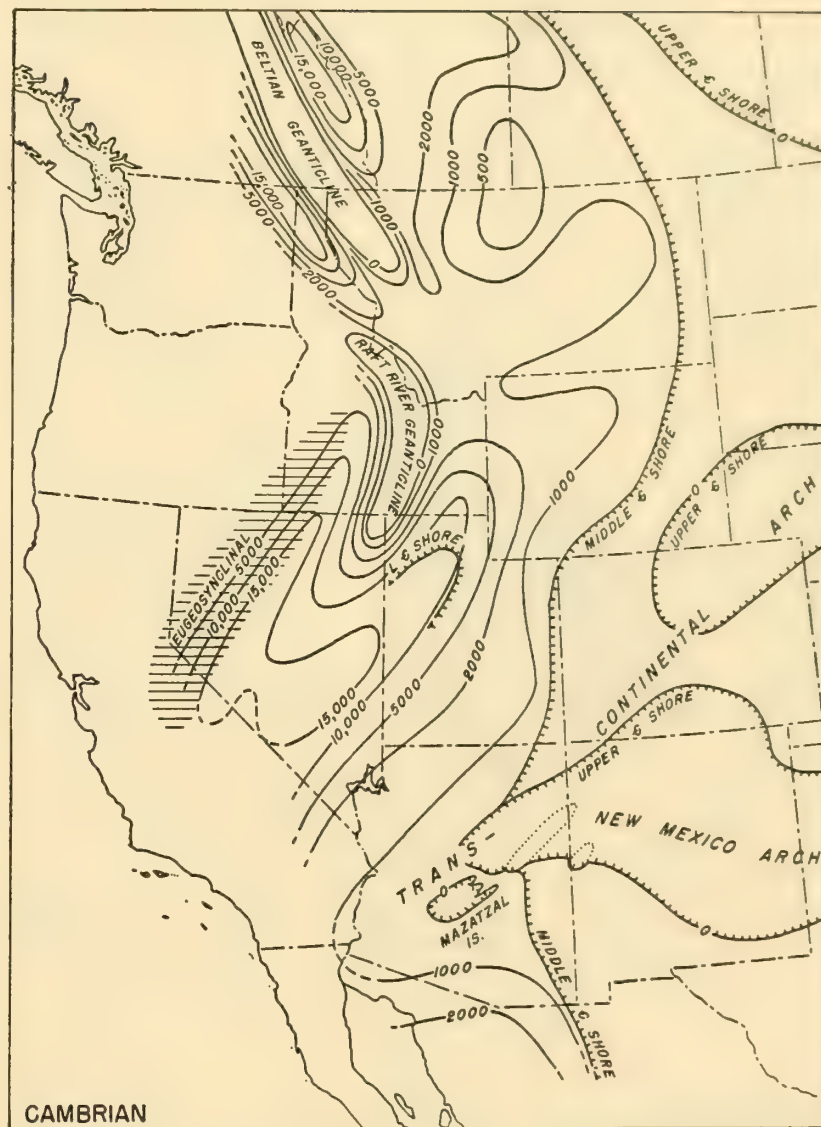 BELTIAN GEANTICLINE
10,000
15,000
5000
UPPER Ꞓ SHORE
0
2000
1000
500
15,000
5000
1000
2000
0
RAFT RIVER GEANTICLINE
1000
0
MIDDLE Ꞓ SHORE
1000
UPPER Ꞓ SHORE
0
ARCH
L Ꞓ SHORE
EUGEOSYNCLINAL
5000
10,000
15,000
2000
15,000
10,000
5000
CONTINENTAL
UPPER Ꞓ SHORE
TRANS-
NEW MEXICO ARCH
0
MAZATZAL
IS.
MIDDLE Ꞓ SHORE
0
1000
2000
CAMBRIAN